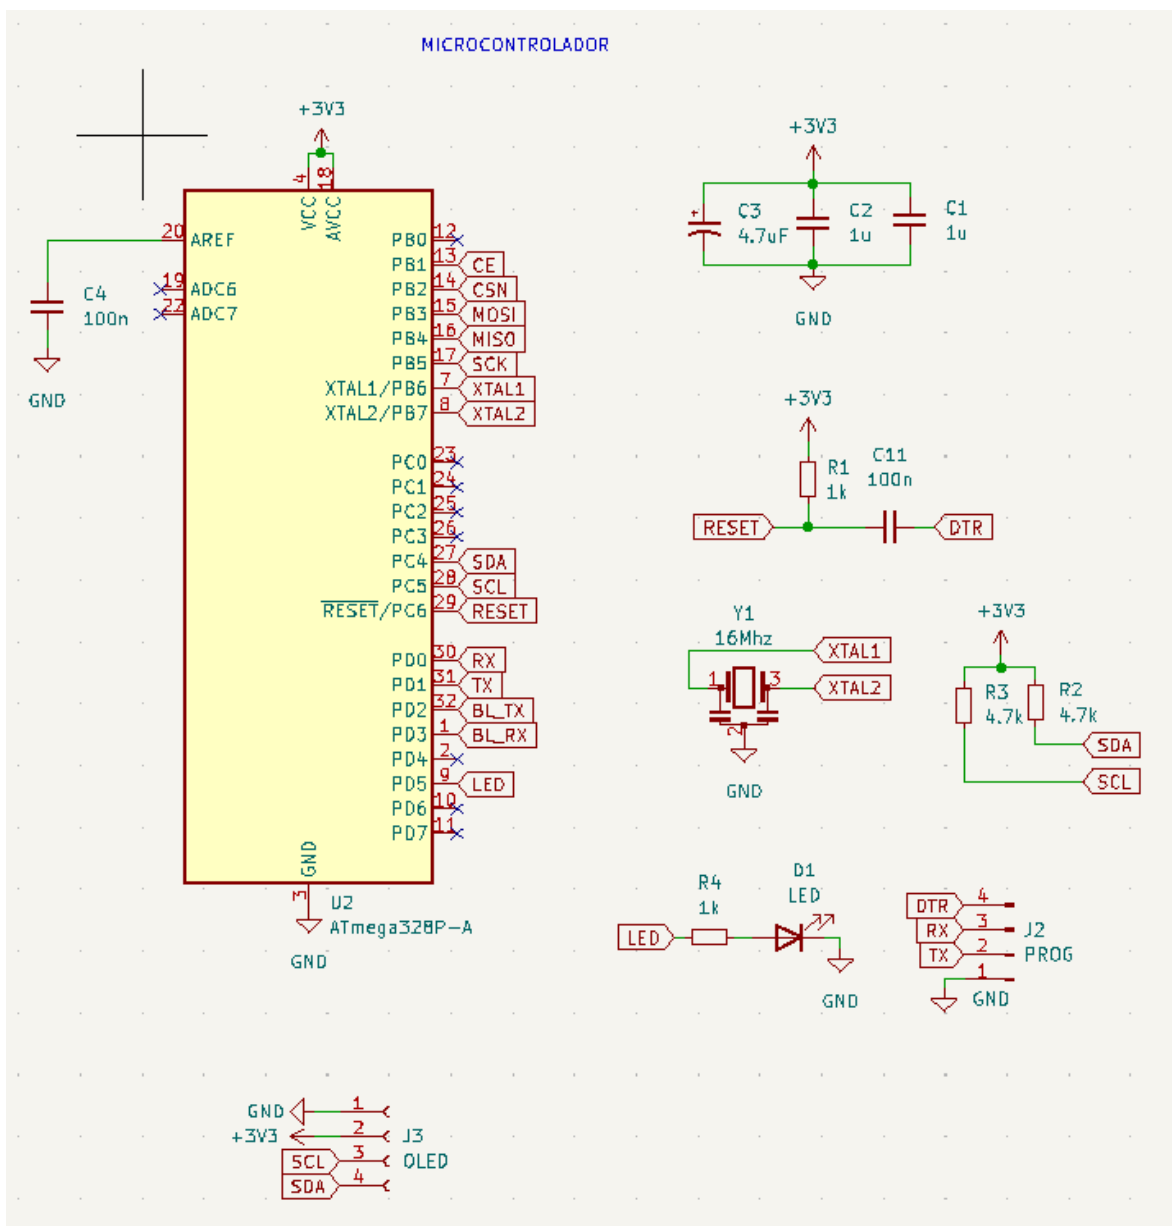 MICROCONTROLADOR
+3V3
4
18
VCC
AVCC
20
AREF
19
ADC6
22
ADC7
C4
100n
GND
PB0
12
PB1
13
CE
PB2
14
CSN
PB3
15
MOSI
PB4
16
MISO
PB5
17
SCK
XTAL1/PB6
7
XTAL1
XTAL2/PB7
8
XTAL2
PC0
23
PC1
24
PC2
25
PC3
26
PC4
27
SDA
PC5
28
SCL
RESET/PC6
29
RESET
PD0
30
RX
PD1
31
TX
PD2
32
BL_TX
PD3
1
BL_RX
PD4
2
PD5
9
LED
PD6
10
PD7
11
GND
3
U2
ATmega328P-A
GND
+3V3
+
C3
4.7uF
C2
1u
C1
1u
GND
+3V3
R1
1k
C11
100n
RESET
DTR
Y1
16Mhz
XTAL1
1
3
XTAL2
2
GND
+3V3
R3
4.7k
R2
4.7k
SDA
SCL
R4
1k
D1
LED
LED
GND
DTR
4
RX
3
J2
TX
2
PROG
1
GND
GND
1
+3V3
2
J3
SCL
3
OLED
SDA
4